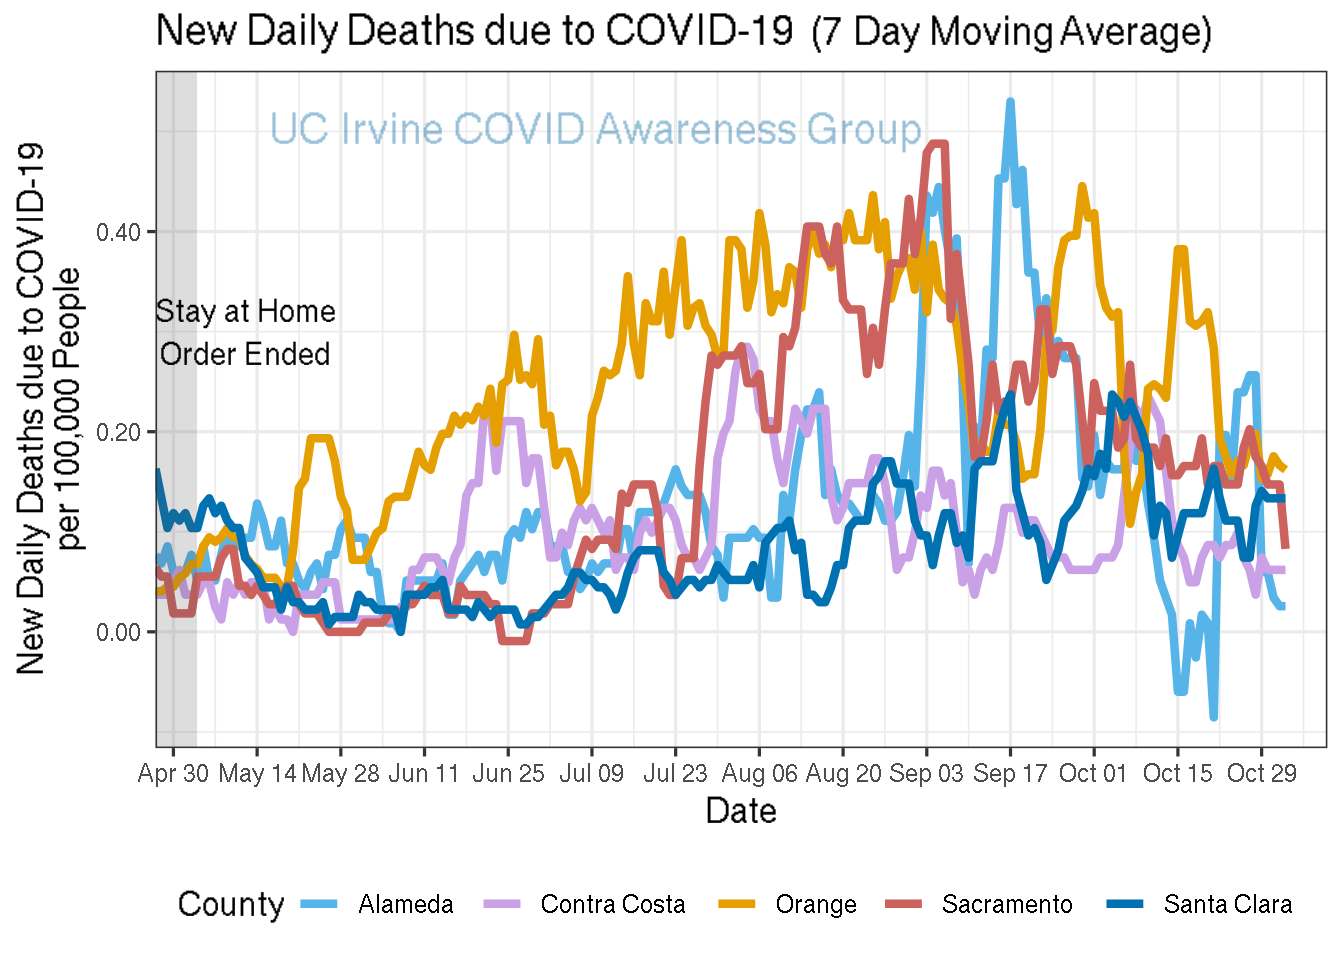 New Daily Deaths due to COVID-19 (7 Day Moving Average)
UC Irvine COVID Awareness Group
New Daily Deaths due to COVID-19
per 100,000 People
0.40
0.20
0.00
Stay at Home
Order Ended
Apr 30 May 14 May 28 Jun 11 Jun 25 Jul 09 Jul 23 Aug 06 Aug 20 Sep 03 Sep 17 Oct 01 Oct 15 Oct 29
Date
County Alameda Contra Costa Orange Sacramento Santa Clara